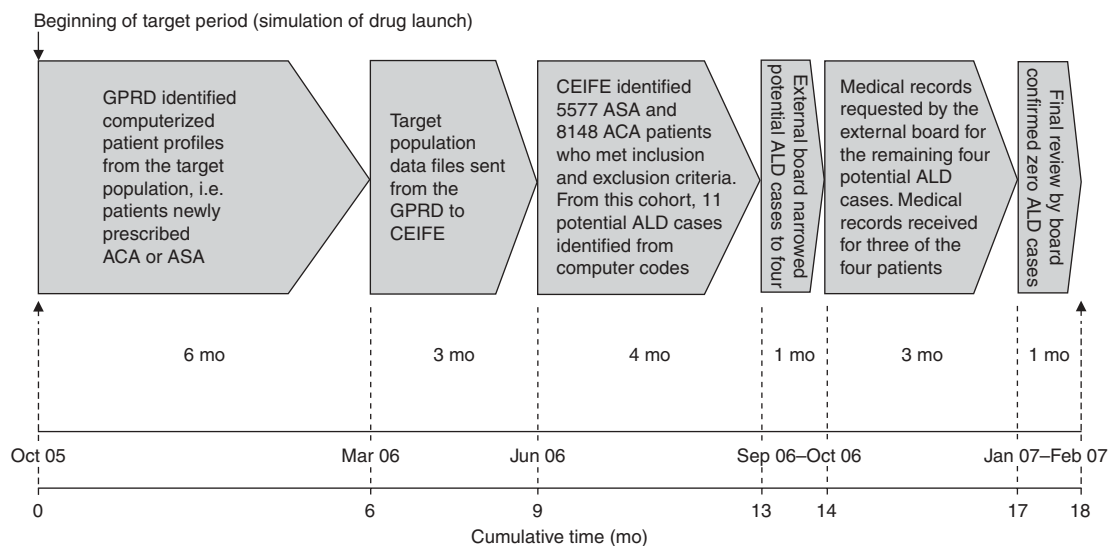 Beginning of target period (simulation of drug launch)
GPRD identified
computerized
patient profiles
from the target
population, i.e.
patients newly
prescribed
ACA or ASA
Target
population
data files sent
from the
GPRD to
CEIFE
CEIFE identified
5577 ASA and
8148 ACA patients
who met inclusion
and exclusion criteria.
From this cohort, 11
potential ALD cases
identified from
computer codes
External board narrowed
potential ALD cases to four
Medical records
requested by the
external board for
the remaining four
potential ALD
cases. Medical
records received
for three of the
four patients
Final review by board
confirmed zero ALD cases
6 mo
3 mo
4 mo
1 mo
3 mo
1 mo
Oct 05
Mar 06
Jun 06
Sep 06–Oct 06
Jan 07–Feb 07
0
6
9
13
14
17
18
Cumulative time (mo)